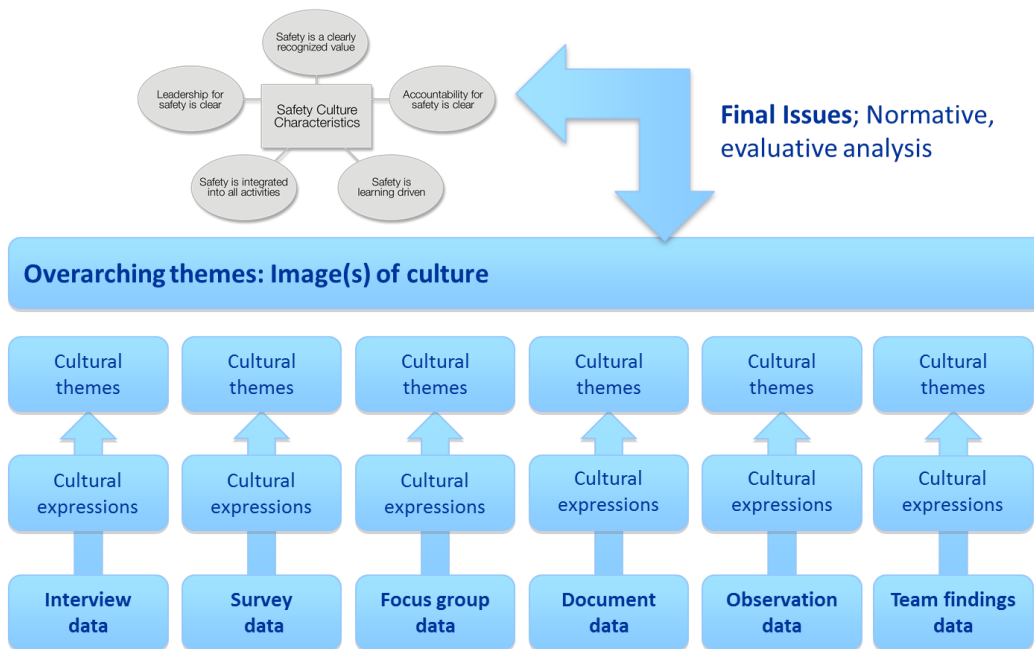 Safety is a clearly
recognized value
Leadership for
safety is clear
Safety Culture
Characteristics
Accountability for
safety is clear
Safety is integrated
into all activities
Safety is
learning driven
Final Issues; Normative,
evaluative analysis
Overarching themes: Image(s) of culture
Cultural
themes
Cultural
themes
Cultural
themes
Cultural
themes
Cultural
themes
Cultural
themes
Cultural
expressions
Cultural
expressions
Cultural
expressions
Cultural
expressions
Cultural
expressions
Cultural
expressions
Interview
data
Survey
data
Focus group
data
Document
data
Observation
data
Team findings
data